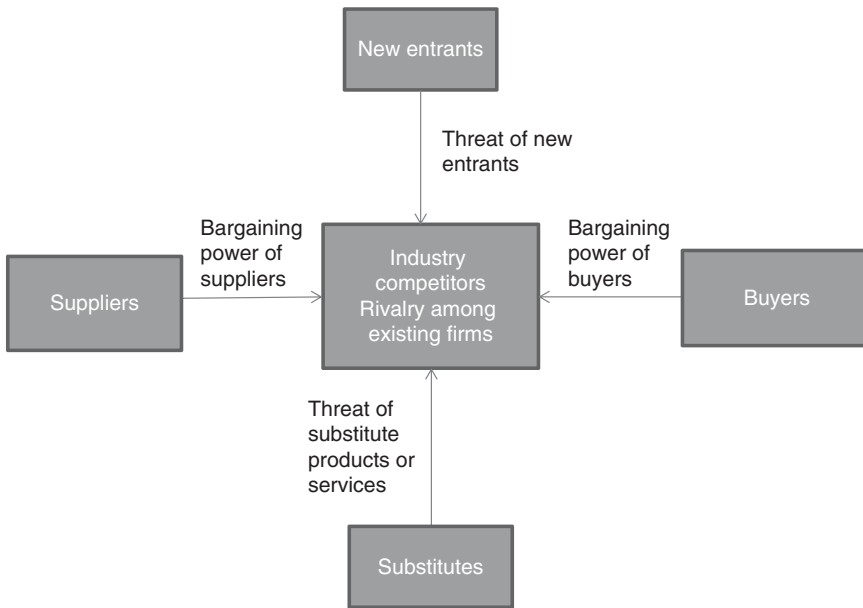 New entrants
Threat of new
entrants
Bargaining
power of
suppliers
Bargaining
power of
buyers
Suppliers
Industry
competitors
Rivalry among
existing firms
Buyers
Threat of
substitute
products or
services
Substitutes